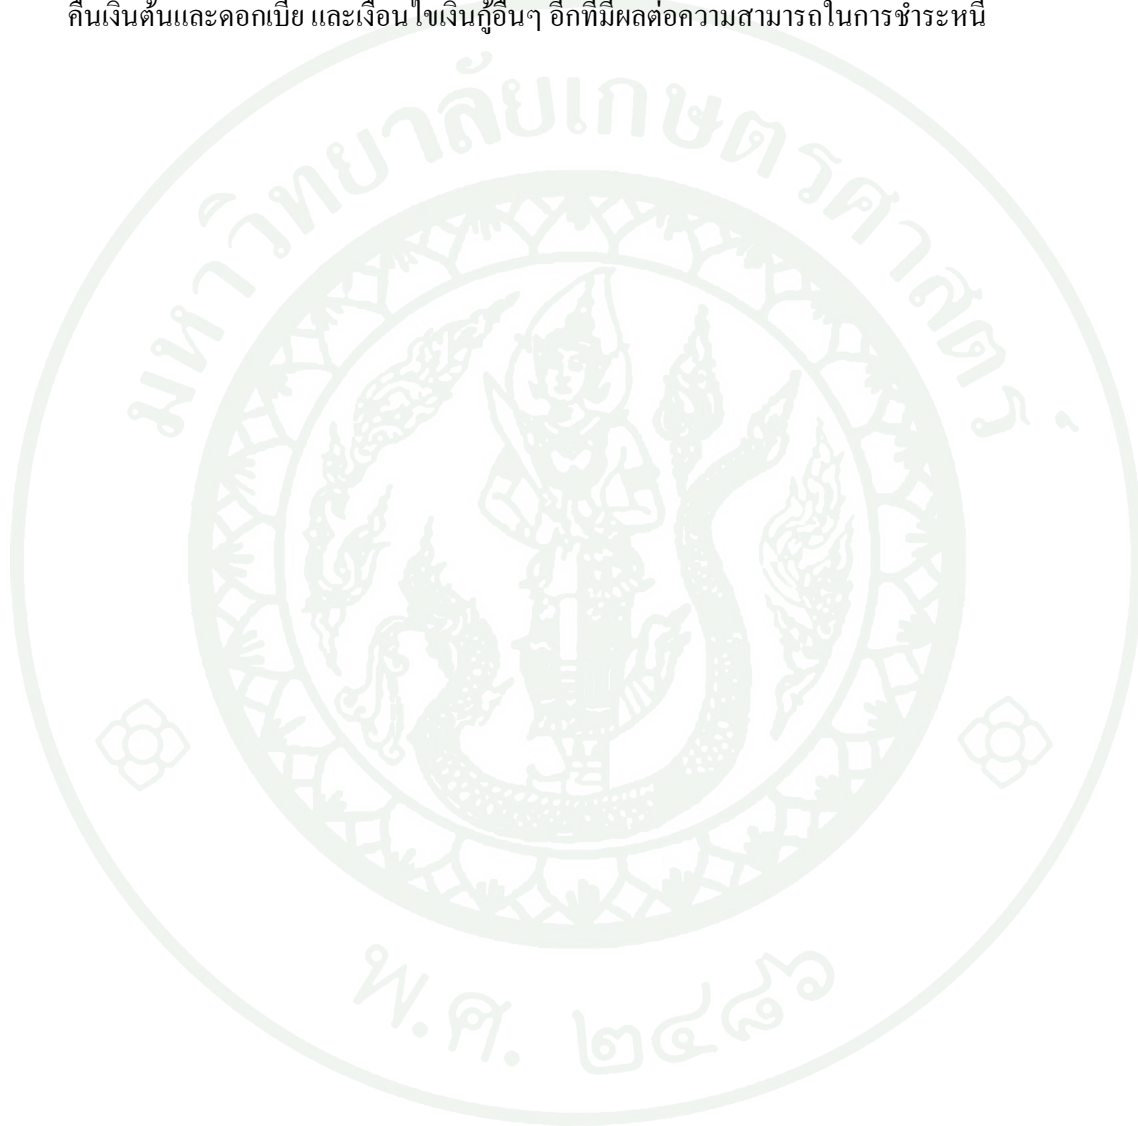 คืนเงินต้นและดอกเบี้ย และเงื่อนไขเงินกู้อื่นๆ อีกที่มีผลต่อความสามารถในการชำระหนี้
มหาวิทยาลัยเกษตรศาสตร์
พ.ศ. ๒๔๘๖